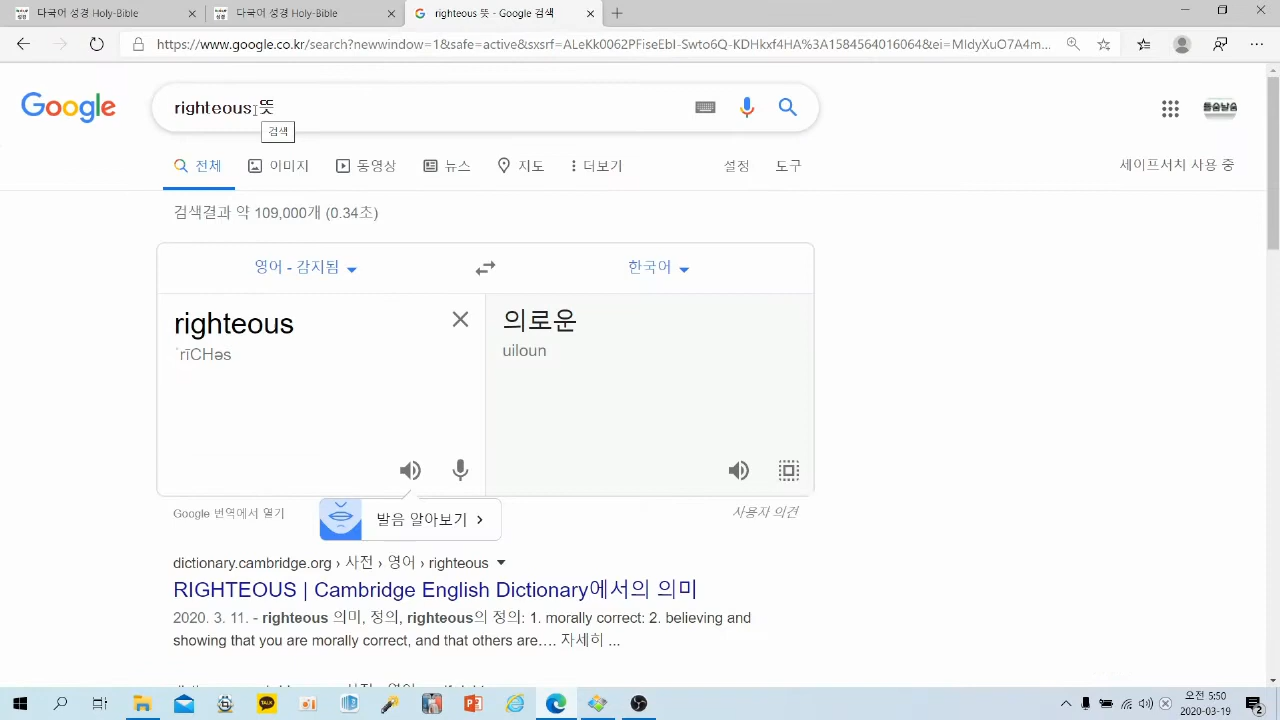 다국어 성경 Holy-Bible
다국어 성경 Holy-Bible
righteous 뜻 - Google 검색
https://www.google.co.kr/search?newwindow=1&safe=active&sxsrf=ALeKk0062PFiseEbI-Swto6Q-KDHkxf4HA%3A1584564016064&ei=MIdyXuO7A4m...
Google
righteous 뜻
검색
전체
이미지
동영상
뉴스
지도
더보기
설정
도구
세이프서치 사용 중
검색결과 약 109,000개 (0.34초)
영어 - 감지됨
한국어
righteous
ˈrīCHəs
의로운
uiloun
Google 번역에서 열기
발음 알아보기
사용자 의견
dictionary.cambridge.org › 사전 › 영어 › righteous
RIGHTEOUS | Cambridge English Dictionary에서의 의미
2020. 3. 11. - righteous 의미, 정의, righteous의 정의: 1. morally correct: 2. believing and
showing that you are morally correct, and that others are…. 자세히 ...
TALK
오전 5:50
2020-03-19
2